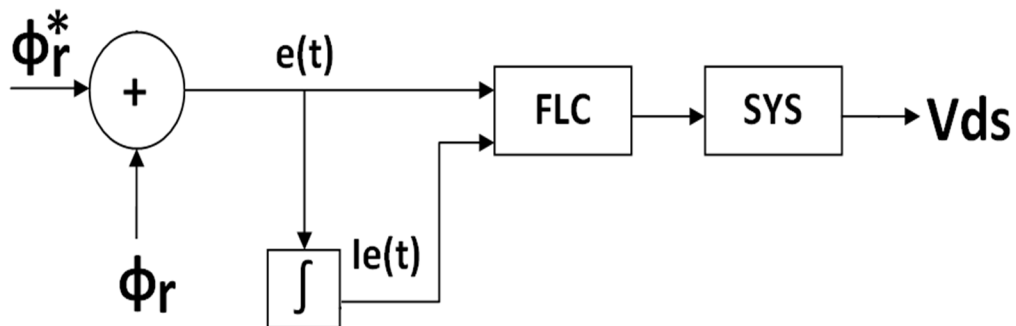 ϕr*
+
e(t)
FLC
SYS
Vds
ϕr
∫
Ie(t)